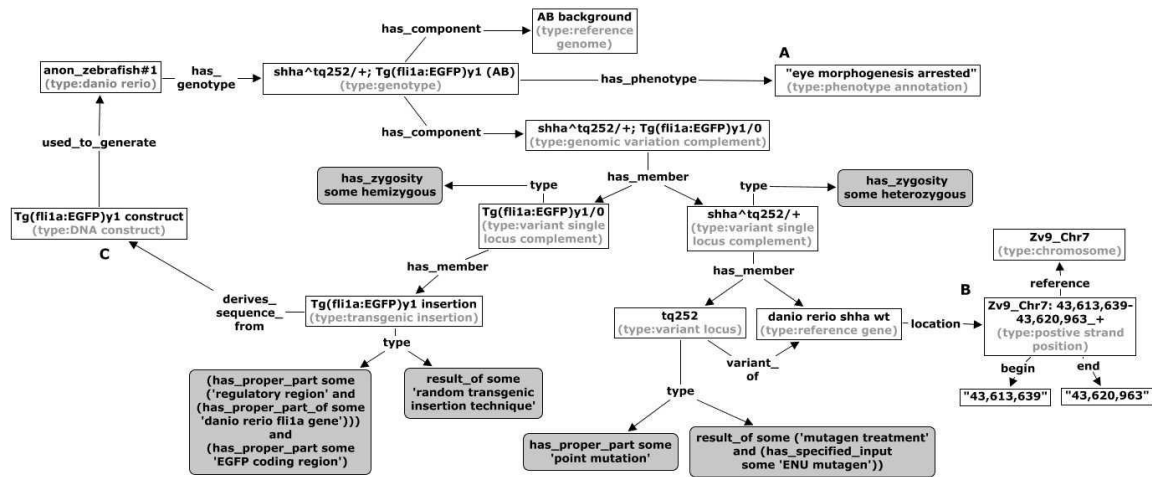 AB background
(type:reference
genome)
has_component
A
anon_zebrafish#1
(type:danio rerio)
has_
genotype
shha^tq252/+; Tg(fli1a:EGFP)y1 (AB)
(type:genotype)
has_phenotype
"eye morphogenesis arrested"
(type:phenotype annotation)
used_to_generate
has_component
shha^tq252/+; Tg(fli1a:EGFP)y1/0
(type:genomic variation complement)
has_zygosity
some hemizygous
type
has_member
type
has_zygosity
some heterozygous
Tg(fli1a:EGFP)y1 construct
(type:DNA construct)
C
Tg(fli1a:EGFP)y1/0
(type:variant single
locus complement)
shha^tq252/+
(type:variant single
locus complement)
Zv9_Chr7
(type:chromosome)
has_member
has_member
reference
B
derives_
sequence_
from
Tg(fli1a:EGFP)y1 insertion
(type:transgenic insertion)
tq252
(type:variant locus)
danio rerio shha wt
(type:reference gene)
location
Zv9_Chr7: 43,613,639-
43,620,963_+
(type:postive strand
position)
type
variant_
of
begin
end
"43,613,639"
"43,620,963"
(has_proper_part some
('regulatory region' and
(has_proper_part_of some
'danio rerio fli1a gene')))
and
(has_proper_part some
'EGFP coding region')
result_of some
'random transgenic
insertion technique'
type
has_proper_part some
'point mutation'
result_of some ('mutagen treatment'
and (has_specified_input
some 'ENU mutagen'))